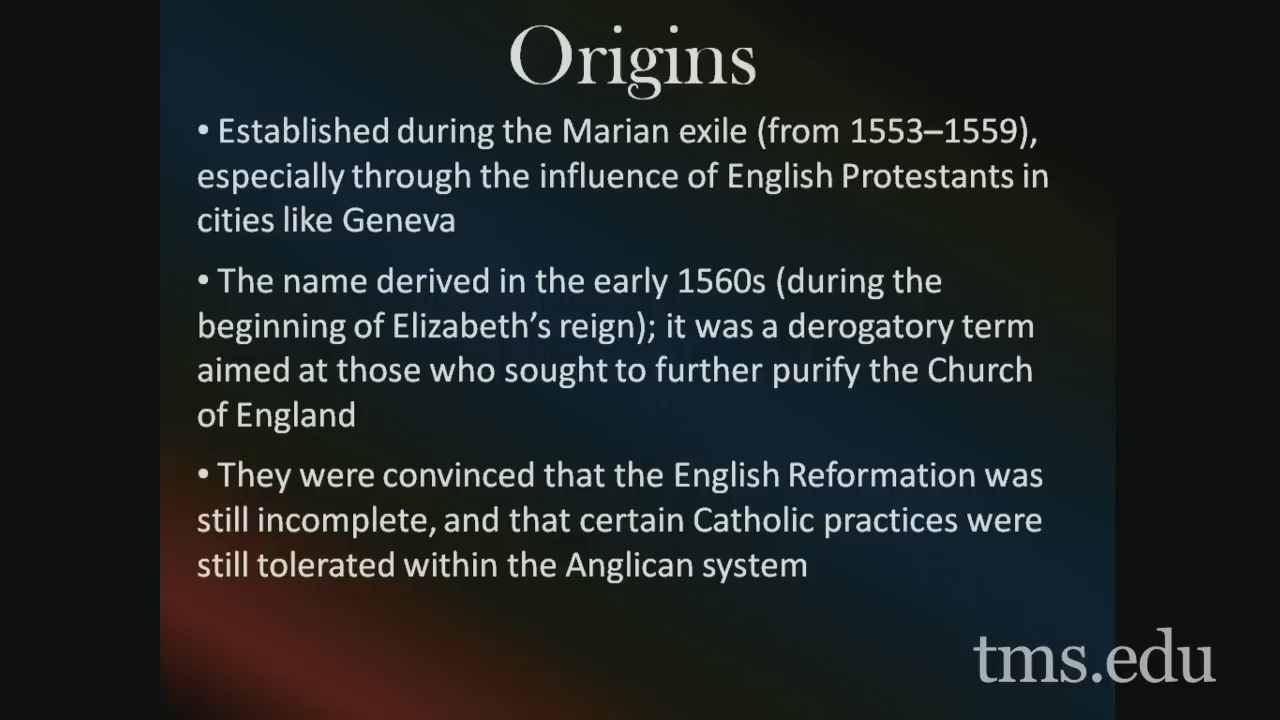 Origins
• Established during the Marian exile (from 1553–1559),
especially through the influence of English Protestants in
cities like Geneva
• The name derived in the early 1560s (during the
beginning of Elizabeth’s reign); it was a derogatory term
aimed at those who sought to further purify the Church
of England
• They were convinced that the English Reformation was
still incomplete, and that certain Catholic practices were
still tolerated within the Anglican system
tms.edu